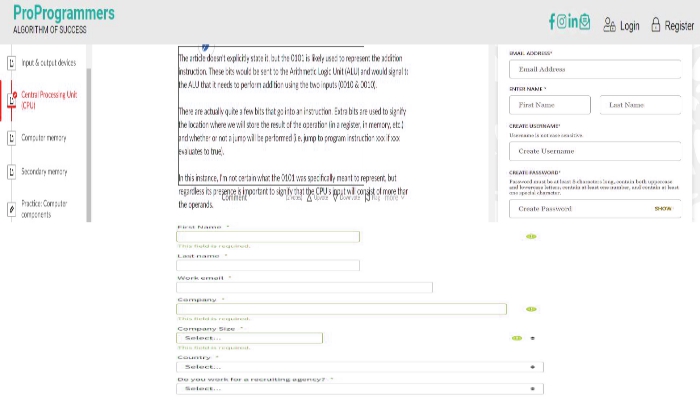 ProProgrammers
ALGORITHM OF SUCCESS
Login
Register
Input & output devices
Central Processing Unit
(CPU)
Computer memory
Secondary memory
Practice: Computer
components
The article doesn't explicitly state it, but the 0101 is likely used to represent the addition
instruction. These bits would be sent to the Arithmetic Logic Unit (ALU) and would signal t
the ALU that it needs to perform addition using the two inputs (0010 & 0010).
There are actually quite a few bits that go into an instruction. Extra bits are used to signify
the location where we will store the result of the operation (in a register, in memory, etc.)
and whether or not a jump will be performed (i.e. jump to program instruction xxx if xxx
evaluates to true).
In this instance, I'm not certain what the 0101 was specifically meant to represent, but
regardless its presence is important to signify that the CPU's input will consist of more than
the operands.
Comment
Upvote
Downvote
Flag
more
EMAIL ADDRESS*
Email Address
ENTER NAME *
First Name
Last Name
CREATE USERNAME*
Username is not case sensitive.
Create Username
CREATE PASSWORD*
Password must be at least 8 characters long, contain both uppercase
and lowercase letters, contain at least one number, and contain at least
one special character.
Create Password
SHOW
First Name *
This field is required.
Last name *
Work email *
Company *
This field is required.
Company Size *
Select...
This field is required.
Country *
Select...
Do you work for a recruiting agency? *
Select...